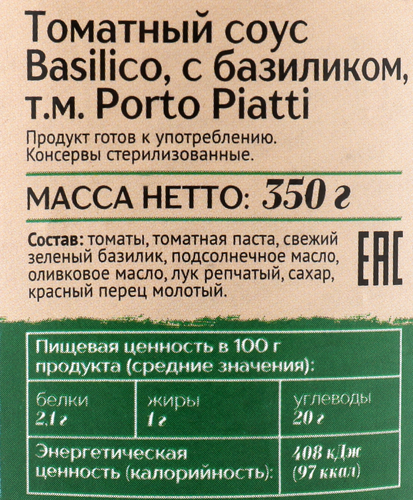 Томатный соус
Basilico, с базиликом,
т.м. Porto Piatti
Продукт готов к употреблению.
Консервы стерилизованные.
МАССА НЕТТО: 350 г
Состав: томаты, томатная паста, свежий
зеленый базилик, подсолнечное масло,
оливковое масло, лук репчатый, сахар,
красный перец молотый.
EAC
Пищевая ценность в 100 г
продукта (средние значения):
белки жиры углеводы
2,1 г 1 г 20 г
Энергетическая 408 кДж
ценность (калорийность): (97 ккал)